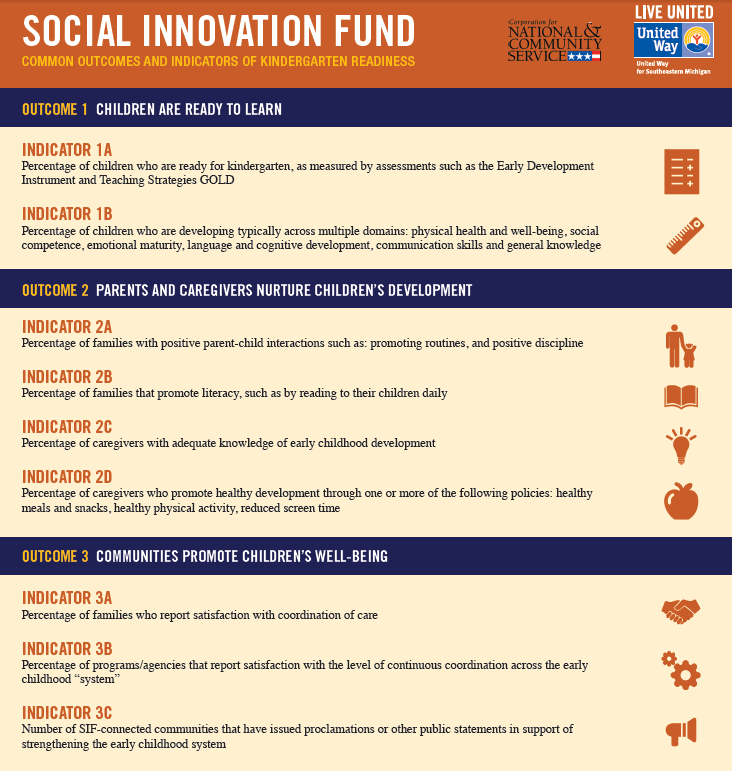 SOCIAL INNOVATION FUND
COMMON OUTCOMES AND INDICATORS OF KINDERGARTEN READINESS
Corporation for
NATIONAL &
COMMUNITY
SERVICE
LIVE UNITED
United
Way
United Way
for Southeastern Michigan
OUTCOME 1 CHILDREN ARE READY TO LEARN
INDICATOR 1A
Percentage of children who are ready for kindergarten, as measured by assessments such as the Early Development
Instrument and Teaching Strategies GOLD
INDICATOR 1B
Percentage of children who are developing typically across multiple domains: physical health and well-being, social
competence, emotional maturity, language and cognitive development, communication skills and general knowledge
OUTCOME 2 PARENTS AND CAREGIVERS NURTURE CHILDREN'S DEVELOPMENT
INDICATOR 2A
Percentage of families with positive parent-child interactions such as: promoting routines, and positive discipline
INDICATOR 2B
Percentage of families that promote literacy, such as by reading to their children daily
INDICATOR 2C
Percentage of caregivers with adequate knowledge of early childhood development
INDICATOR 2D
Percentage of caregivers who promote healthy development through one or more of the following policies: healthy
meals and snacks, healthy physical activity, reduced screen time
OUTCOME 3 COMMUNITIES PROMOTE CHILDREN'S WELL-BEING
INDICATOR 3A
Percentage of families who report satisfaction with coordination of care
INDICATOR 3B
Percentage of programs/agencies that report satisfaction with the level of continuous coordination across the early
childhood “system”
INDICATOR 3C
Number of SIF-connected communities that have issued proclamations or other public statements in support of
strengthening the early childhood system